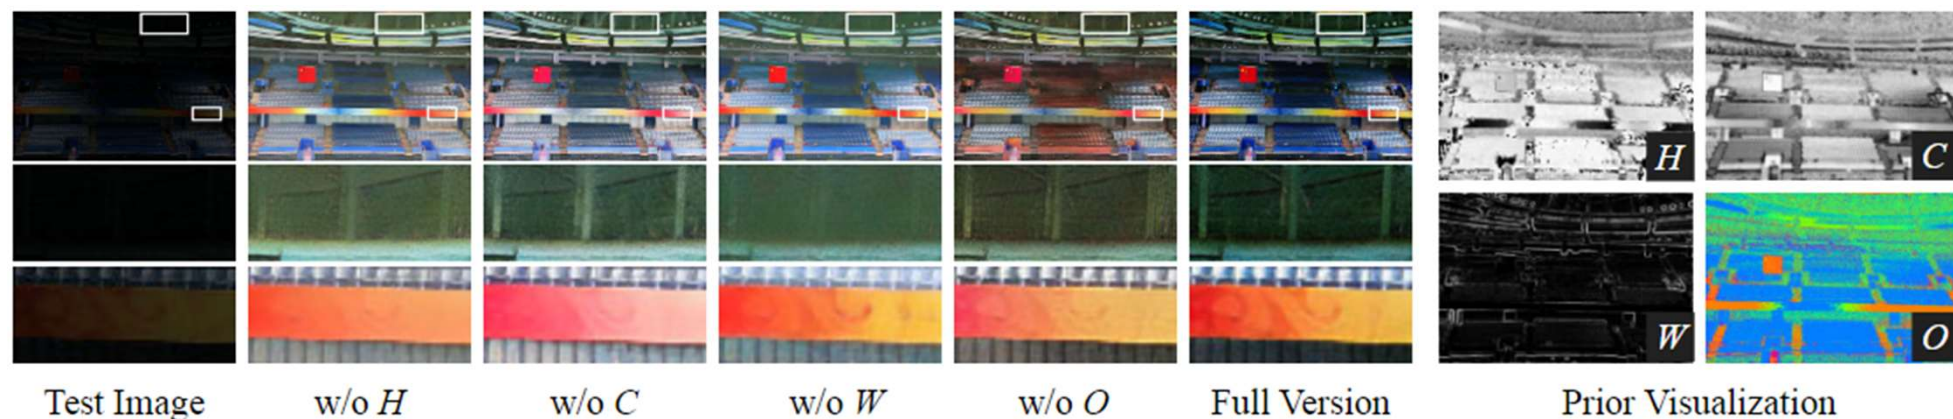 H
C
W
O
Test Image
w/o H
w/o C
w/o W
w/o O
Full Version
Prior Visualization